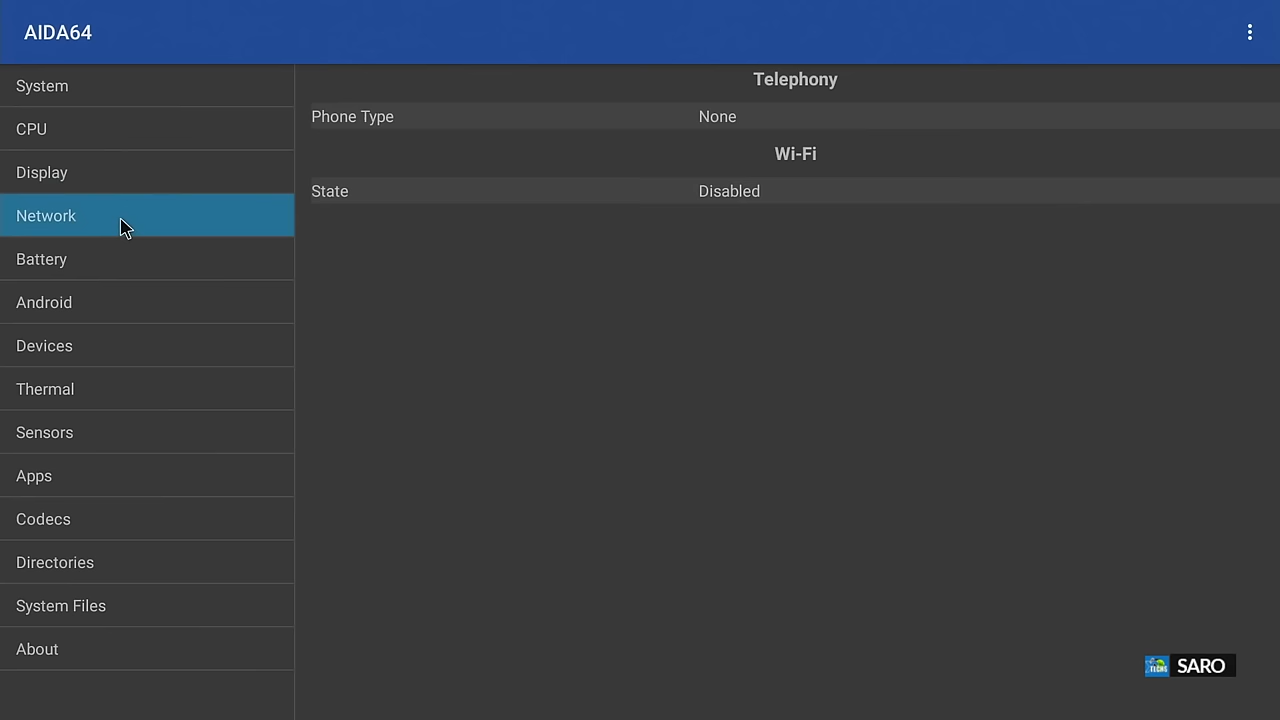 AIDA64
System
CPU
Display
Network
Battery
Android
Devices
Thermal
Sensors
Apps
Codecs
Directories
System Files
About
Telephony
Phone Type None
Wi-Fi
State Disabled
TECHS SARO